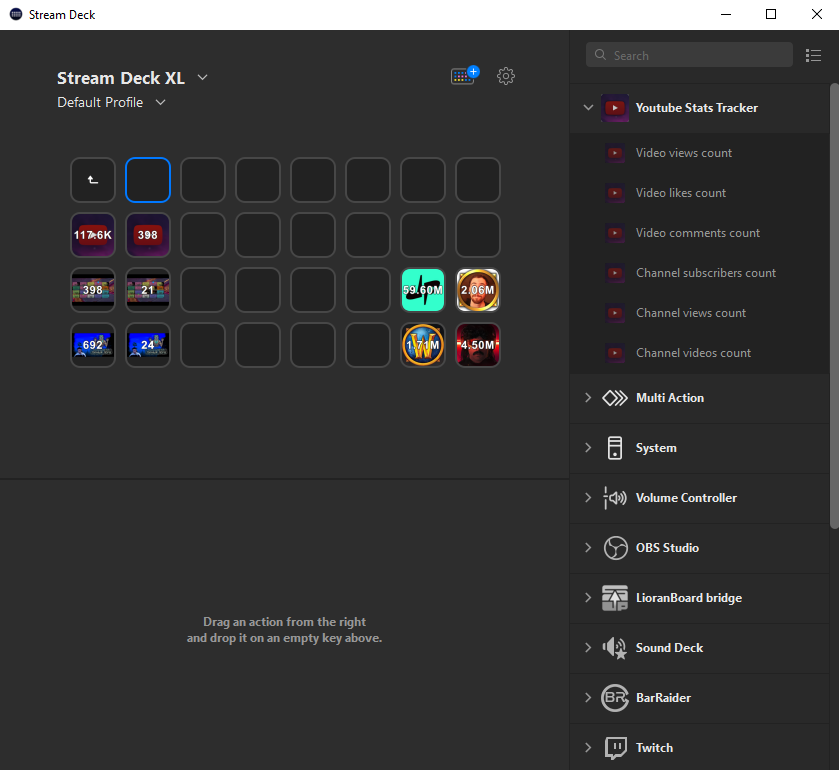 Stream Deck
Stream Deck XL
Default Profile
Search
Youtube Stats Tracker
Video views count
Video likes count
Video comments count
Channel subscribers count
Channel views count
Channel videos count
117.6K 398
398 21 59.60M 2.06M
692 24 1.71M 4.50M
Multi Action
System
Volume Controller
OBS Studio
LioranBoard bridge
Sound Deck
BR BarRaider
Twitch
Drag an action from the right
and drop it on an empty key above.